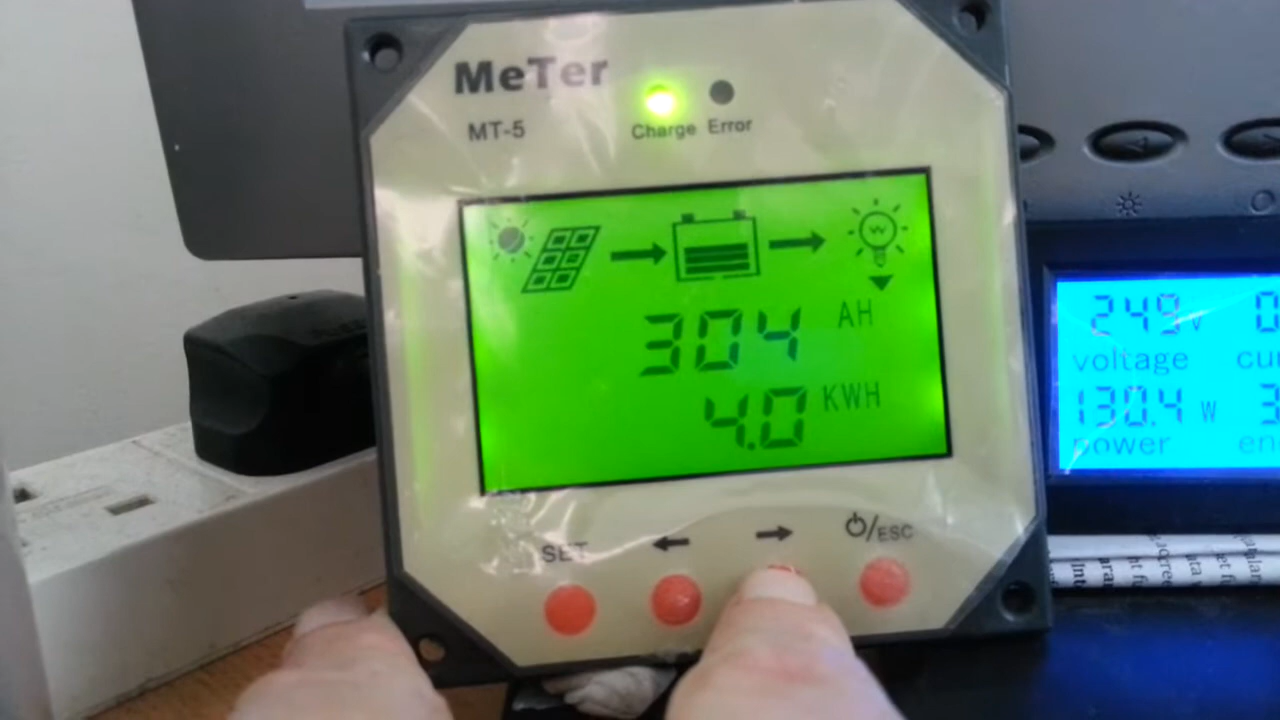 MeTer
MT-5
Charge Error
304 AH
4.0 KWH
SET
/ESC
249 V
voltage
130.4 W
power